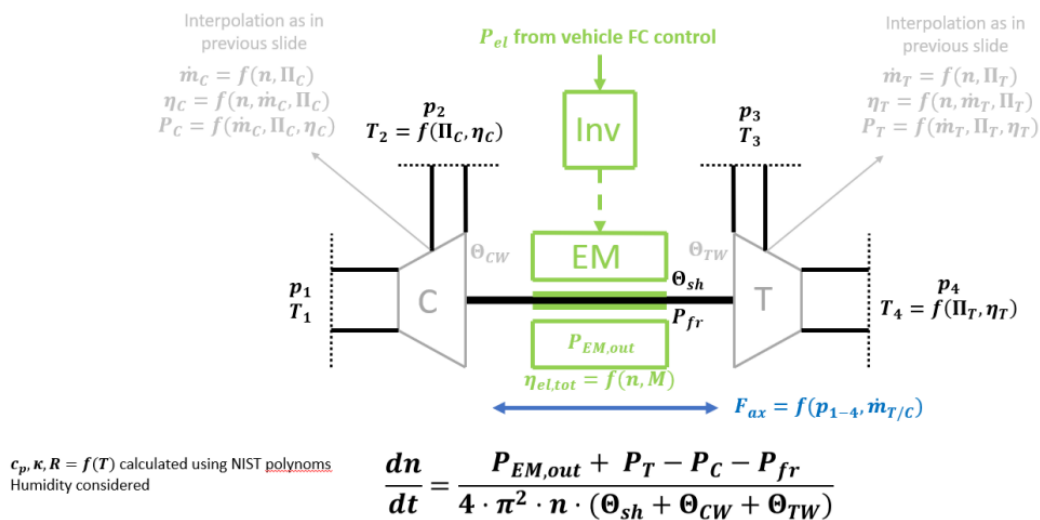 Interpolation as in
previous slide
ṁ_C = f(n, Π_C)
η_C = f(n, ṁ_C, Π_C)
P_C = f(ṁ_C, Π_C, η_C)
P_el from vehicle FC control
Interpolation as in
previous slide
ṁ_T = f(n, Π_T)
η_T = f(n, ṁ_T, Π_T)
P_T = f(ṁ_T, Π_T, η_T)
p_2
T_2 = f(Π_C, η_C)
Inv
p_3
T_3
Θ_CW
EM
Θ_TW
p_1
T_1
C
Θ_sh
P_fr
T
p_4
T_4 = f(Π_T, η_T)
P_EM,out
η_el,tot = f(n, M)
F_ax = f(p_1−4, ṁ_T/C)
c_p, κ, R = f(T) calculated using NIST polynoms
Humidity considered
dn/dt = (P_EM,out + P_T − P_C − P_fr) / (4 · π² · n · (Θ_sh + Θ_CW + Θ_TW))